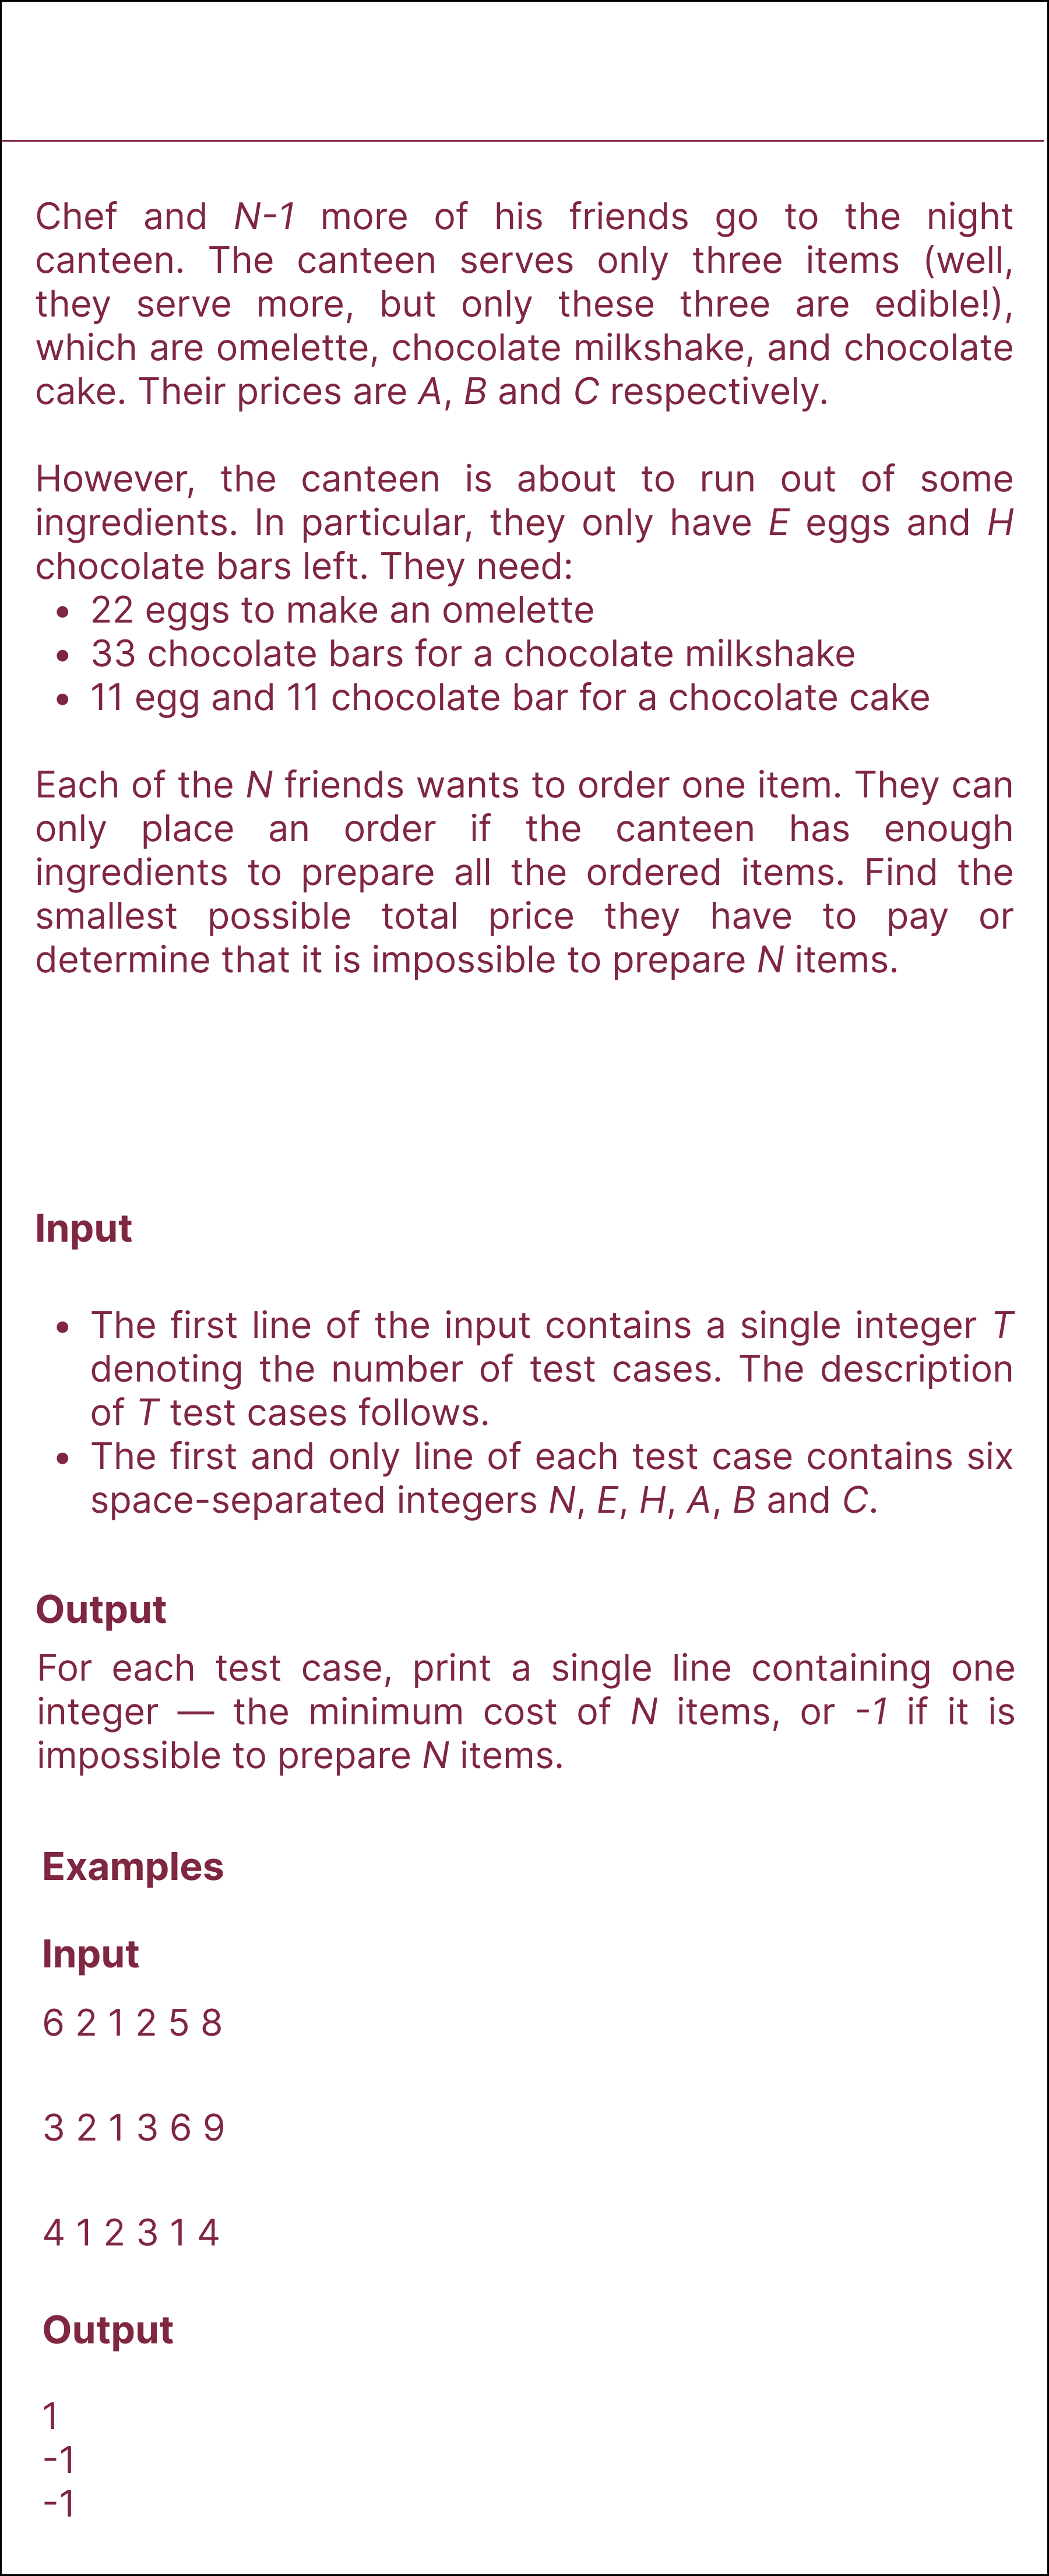 Chef and N-1 more of his friends go to the night
canteen. The canteen serves only three items (well,
they serve more, but only these three are edible!),
which are omelette, chocolate milkshake, and chocolate
cake. Their prices are A, B and C respectively.
However, the canteen is about to run out of some
ingredients. In particular, they only have E eggs and H
chocolate bars left. They need:
• 22 eggs to make an omelette
• 33 chocolate bars for a chocolate milkshake
• 11 egg and 11 chocolate bar for a chocolate cake
Each of the N friends wants to order one item. They can
only place an order if the canteen has enough
ingredients to prepare all the ordered items. Find the
smallest possible total price they have to pay or
determine that it is impossible to prepare N items.
Input
• The first line of the input contains a single integer T
denoting the number of test cases. The description
of T test cases follows.
• The first and only line of each test case contains six
space-separated integers N, E, H, A, B and C.
Output
For each test case, print a single line containing one
integer — the minimum cost of N items, or -1 if it is
impossible to prepare N items.
Examples
Input
6 2 1 2 5 8
3 2 1 3 6 9
4 1 2 3 1 4
Output
1
-1
-1